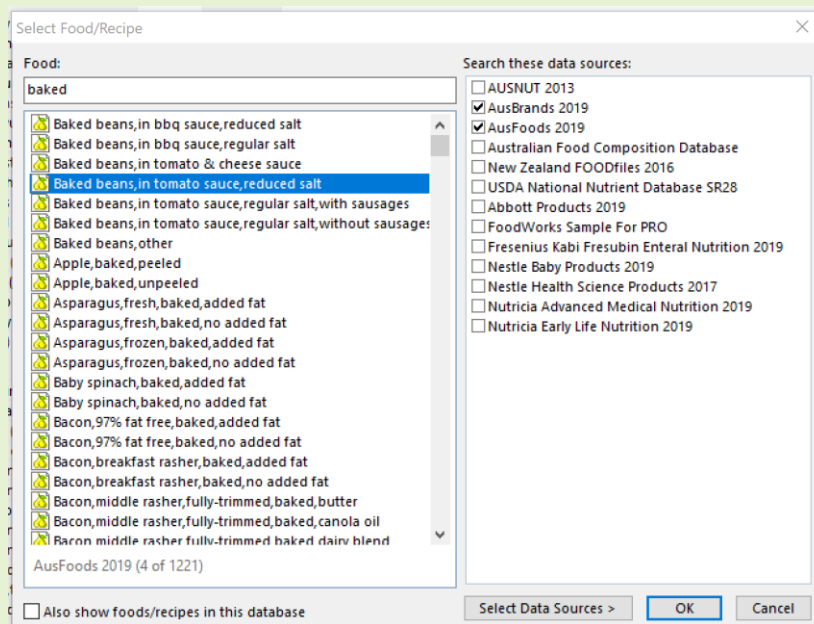 Select Food/Recipe
Food:
baked
Baked beans,in bbq sauce,reduced salt
Baked beans,in bbq sauce,regular salt
Baked beans,in tomato & cheese sauce
Baked beans,in tomato sauce,reduced salt
Baked beans,in tomato sauce,regular salt,with sausages
Baked beans,in tomato sauce,regular salt,without sausages
Baked beans,other
Apple,baked,peeled
Apple,baked,unpeeled
Asparagus,fresh,baked,added fat
Asparagus,fresh,baked,no added fat
Asparagus,frozen,baked,added fat
Asparagus,frozen,baked,no added fat
Baby spinach,baked,added fat
Baby spinach,baked,no added fat
Bacon,97% fat free,baked,added fat
Bacon,97% fat free,baked,no added fat
Bacon,breakfast rasher,baked,added fat
Bacon,breakfast rasher,baked,no added fat
Bacon,middle rasher,fully-trimmed,baked,butter
Bacon,middle rasher,fully-trimmed,baked,canola oil
Bacon,middle rasher,fully-trimmed,baked,dairy blend
AusFoods 2019 (4 of 1221)
Also show foods/recipes in this database
Search these data sources:
AUSNUT 2013
AusBrands 2019
AusFoods 2019
Australian Food Composition Database
New Zealand FOODfiles 2016
USDA National Nutrient Database SR28
Abbott Products 2019
FoodWorks Sample For PRO
Fresenius Kabi Fresubin Enteral Nutrition 2019
Nestle Baby Products 2019
Nestle Health Science Products 2017
Nutricia Advanced Medical Nutrition 2019
Nutricia Early Life Nutrition 2019
Select Data Sources >
OK
Cancel